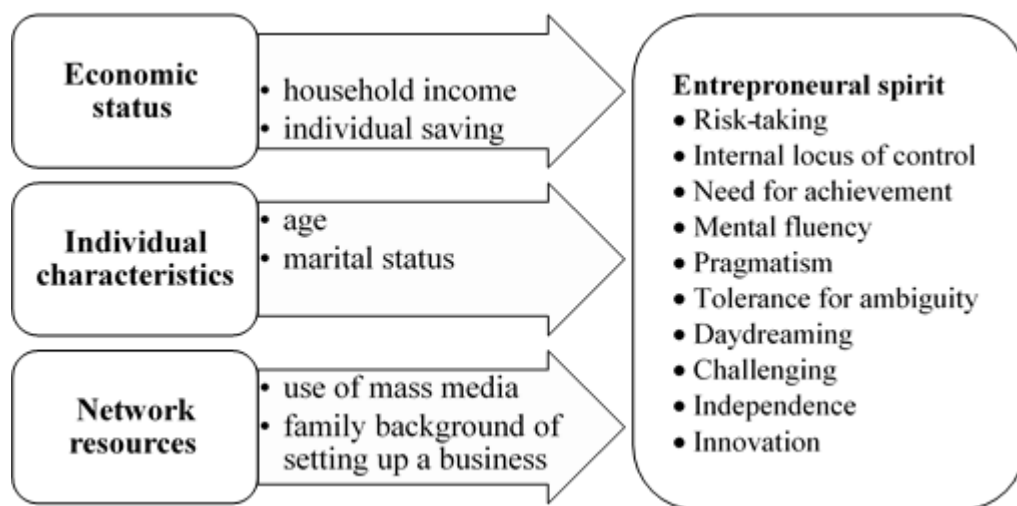 Economic
status
• household income
• individual saving
Individual
characteristics
• age
• marital status
Network
resources
• use of mass media
• family background of
setting up a business
Entreproneural spirit
• Risk-taking
• Internal locus of control
• Need for achievement
• Mental fluency
• Pragmatism
• Tolerance for ambiguity
• Daydreaming
• Challenging
• Independence
• Innovation